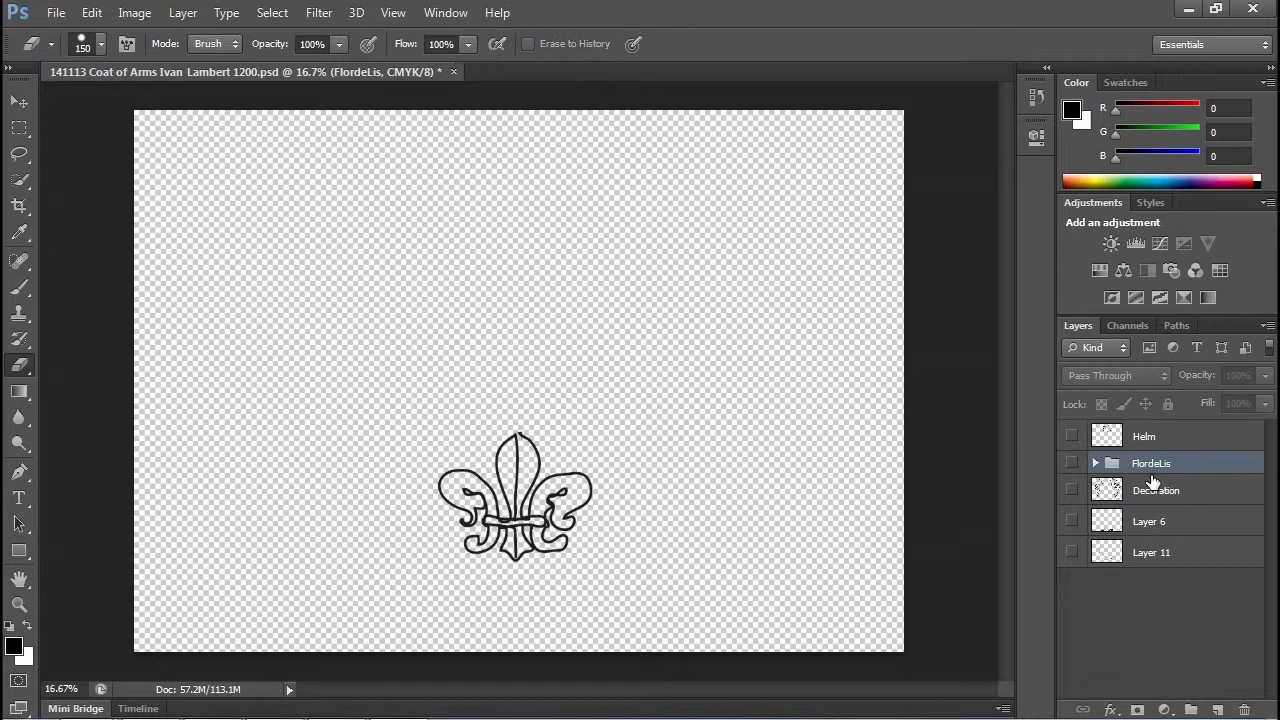 Ps File Edit Image Layer Type Select Filter 3D View Window Help
150 Mode: Brush Opacity: 100% Flow: 100% Erase to History Essentials
141113 Coat of Arms Ivan Lambert 1200.psd @ 16.7% (FlordeLis, CMYK/8) * ×
Color Swatches
R 0
G 0
B 0
Adjustments Styles
Add an adjustment
Layers Channels Paths
Kind
Pass Through Opacity: 100%
Lock: Fill: 100%
Helm
FlordeLis
Decoration
Layer 6
Layer 11
16.67% Doc: 57.2M/113.1M
Mini Bridge Timeline